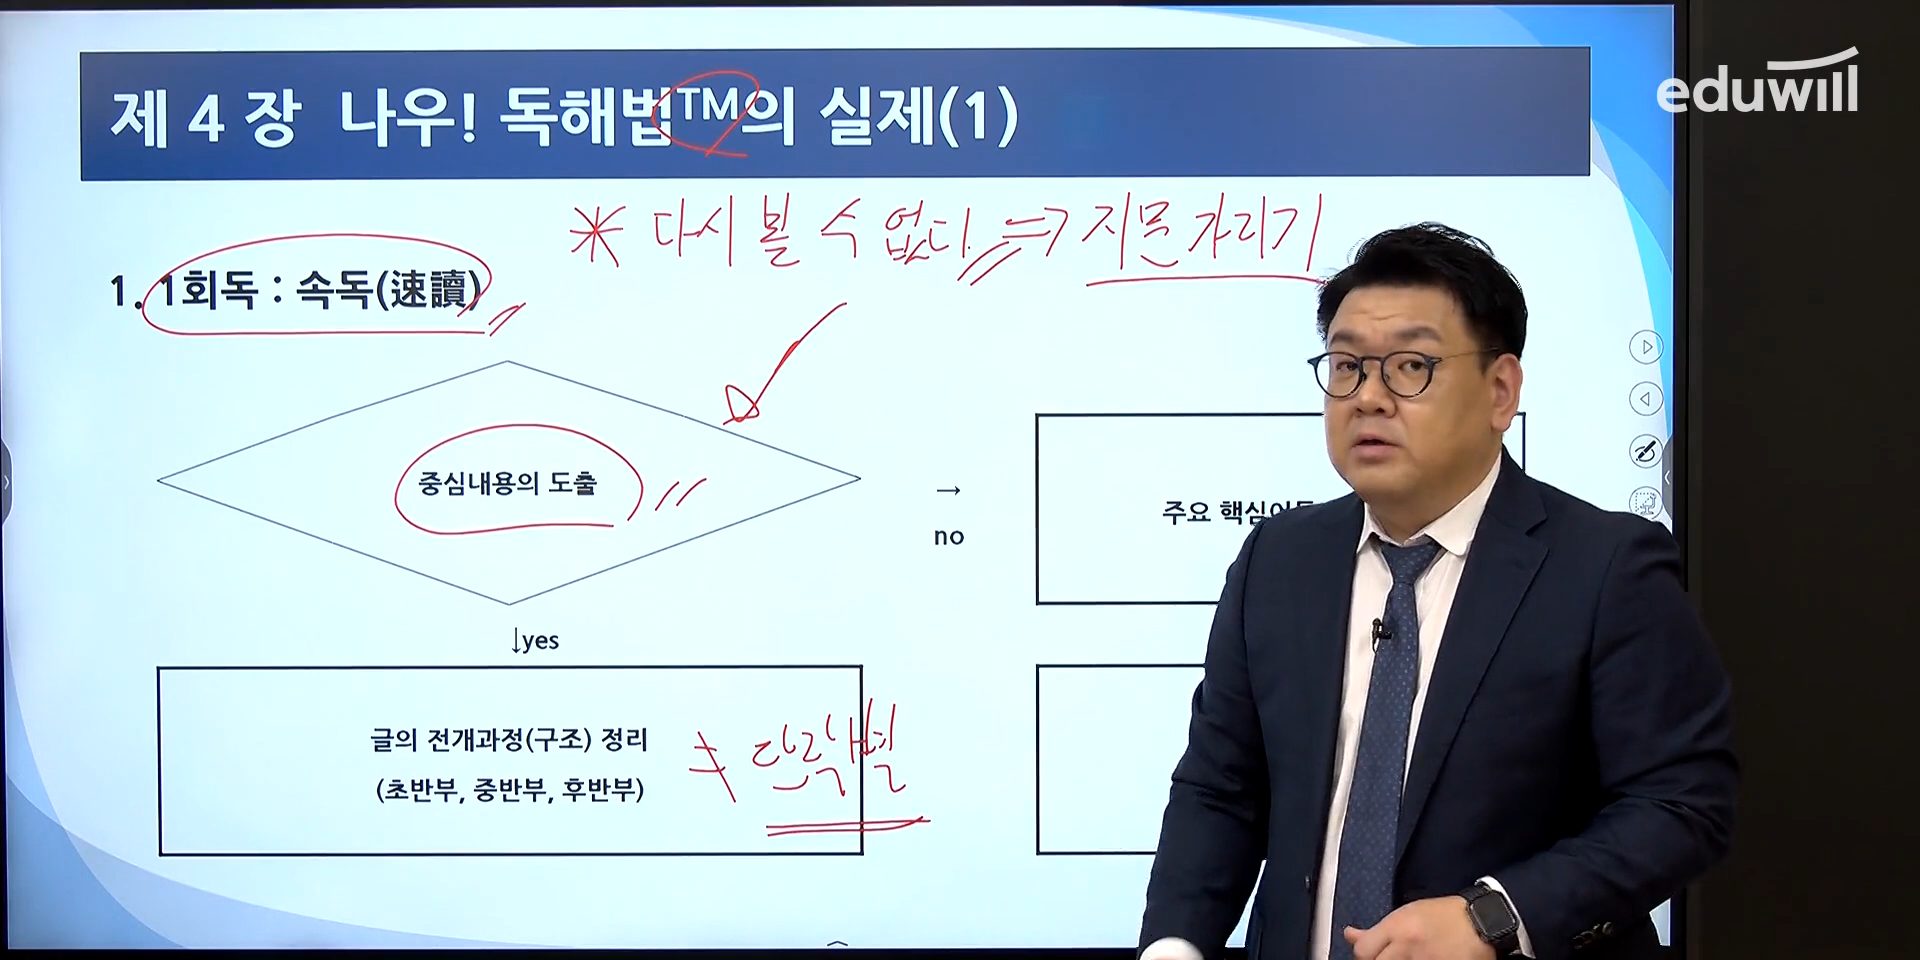 eduwill
제 4 장 나우! 독해법™의 실제(1)
* 다시 볼 수 없다. => 지문 가리기
1. 1회독 : 속독(速讀)
중심내용의 도출
→
no
주요 핵심어
↓yes
글의 전개과정(구조) 정리
(초반부, 중반부, 후반부)
단락별